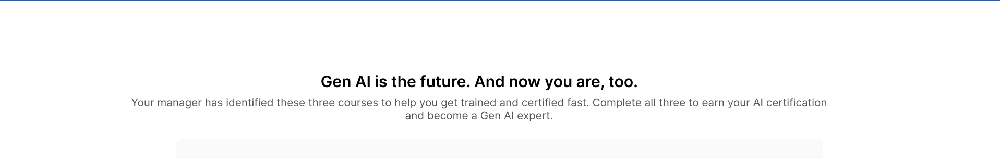 Gen AI is the future. And now you are, too.
Your manager has identified these three courses to help you get trained and certified fast. Complete all three to earn your AI certification
and become a Gen AI expert.